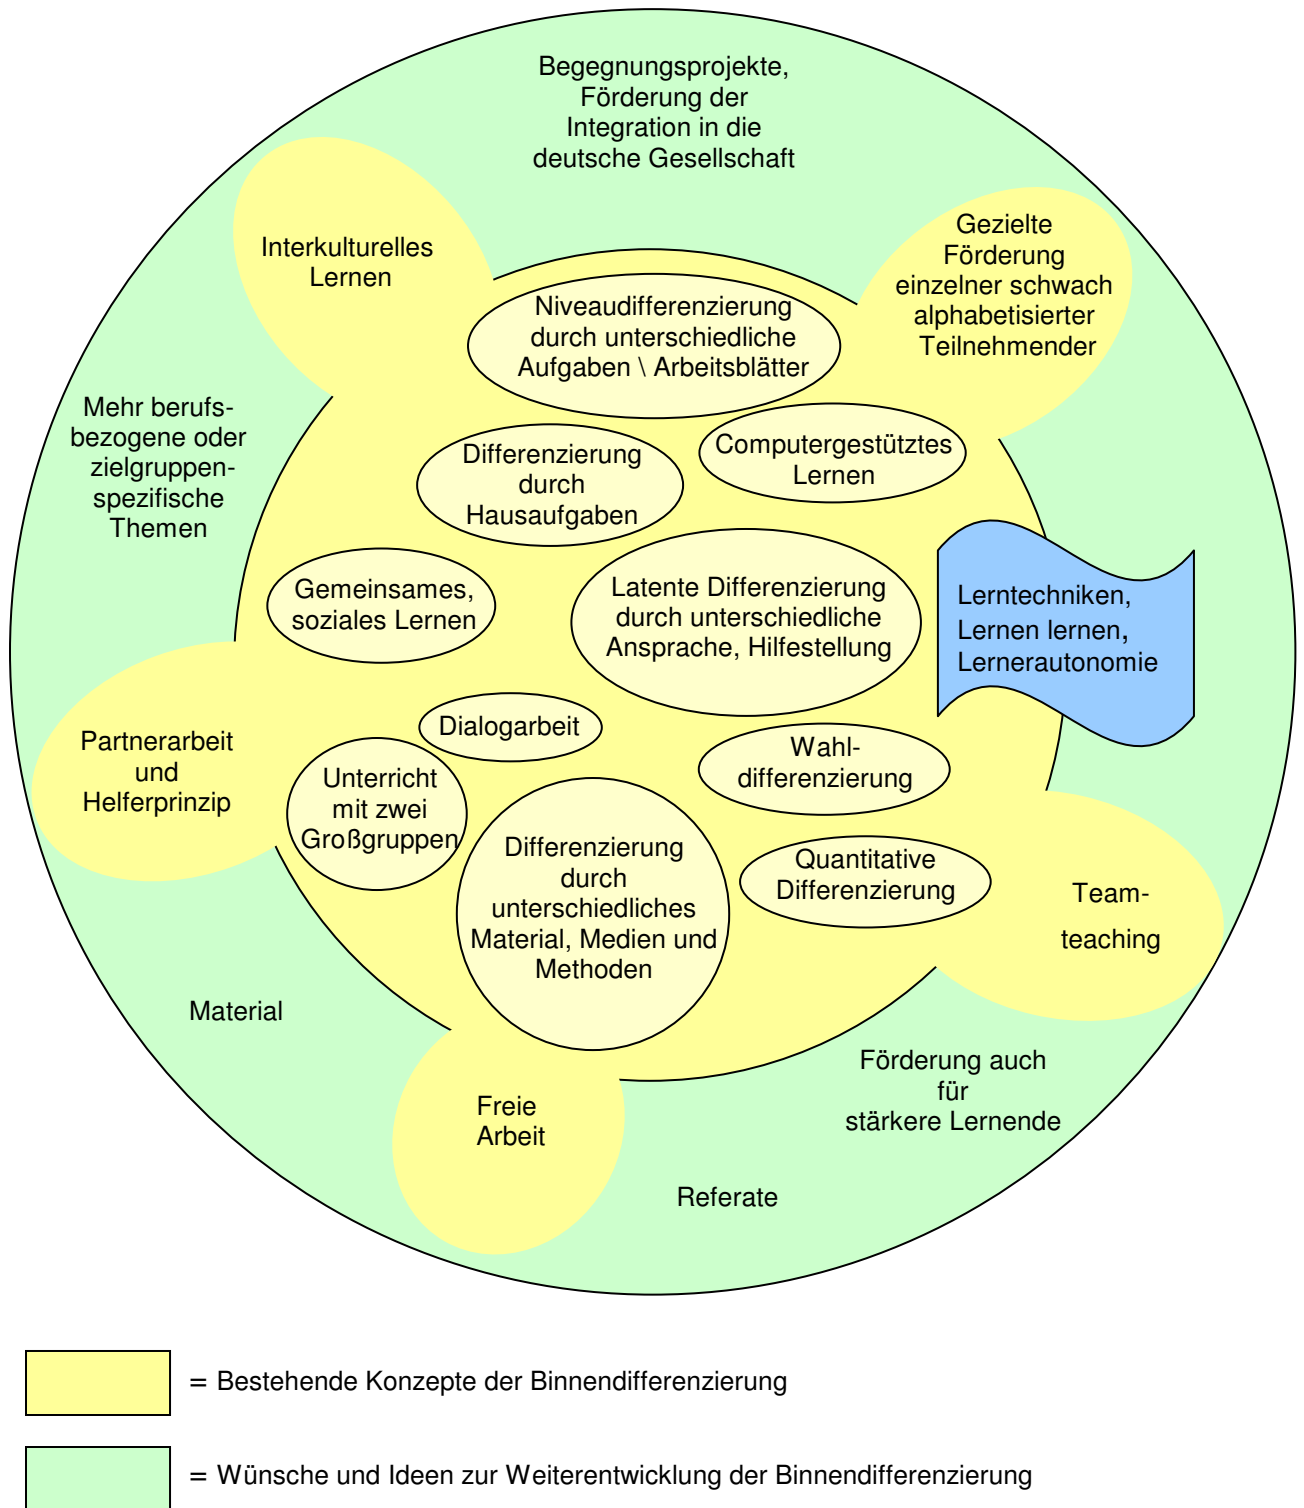 Begegnungsprojekte,
Förderung der
Integration in die
deutsche Gesellschaft
Interkulturelles
Lernen
Gezielte
Förderung
einzelner schwach
alphabetisierter
Teilnehmender
Niveaudifferenzierung
durch unterschiedliche
Aufgaben \ Arbeitsblätter
Mehr berufs-
bezogene oder
zielgruppen-
spezifische
Themen
Differenzierung
durch
Hausaufgaben
Computergestütztes
Lernen
Gemeinsames,
soziales Lernen
Latente Differenzierung
durch unterschiedliche
Ansprache, Hilfestellung
Lerntechniken,
Lernen lernen,
Lernerautonomie
Partnerarbeit
und
Helferprinzip
Dialogarbeit
Unterricht
mit zwei
Großgruppen
Wahl-
differenzierung
Differenzierung
durch
unterschiedliches
Material, Medien und
Methoden
Quantitative
Differenzierung
Team-
teaching
Material
Freie
Arbeit
Förderung auch
für
stärkere Lernende
Referate
= Bestehende Konzepte der Binnendifferenzierung
= Wünsche und Ideen zur Weiterentwicklung der Binnendifferenzierung